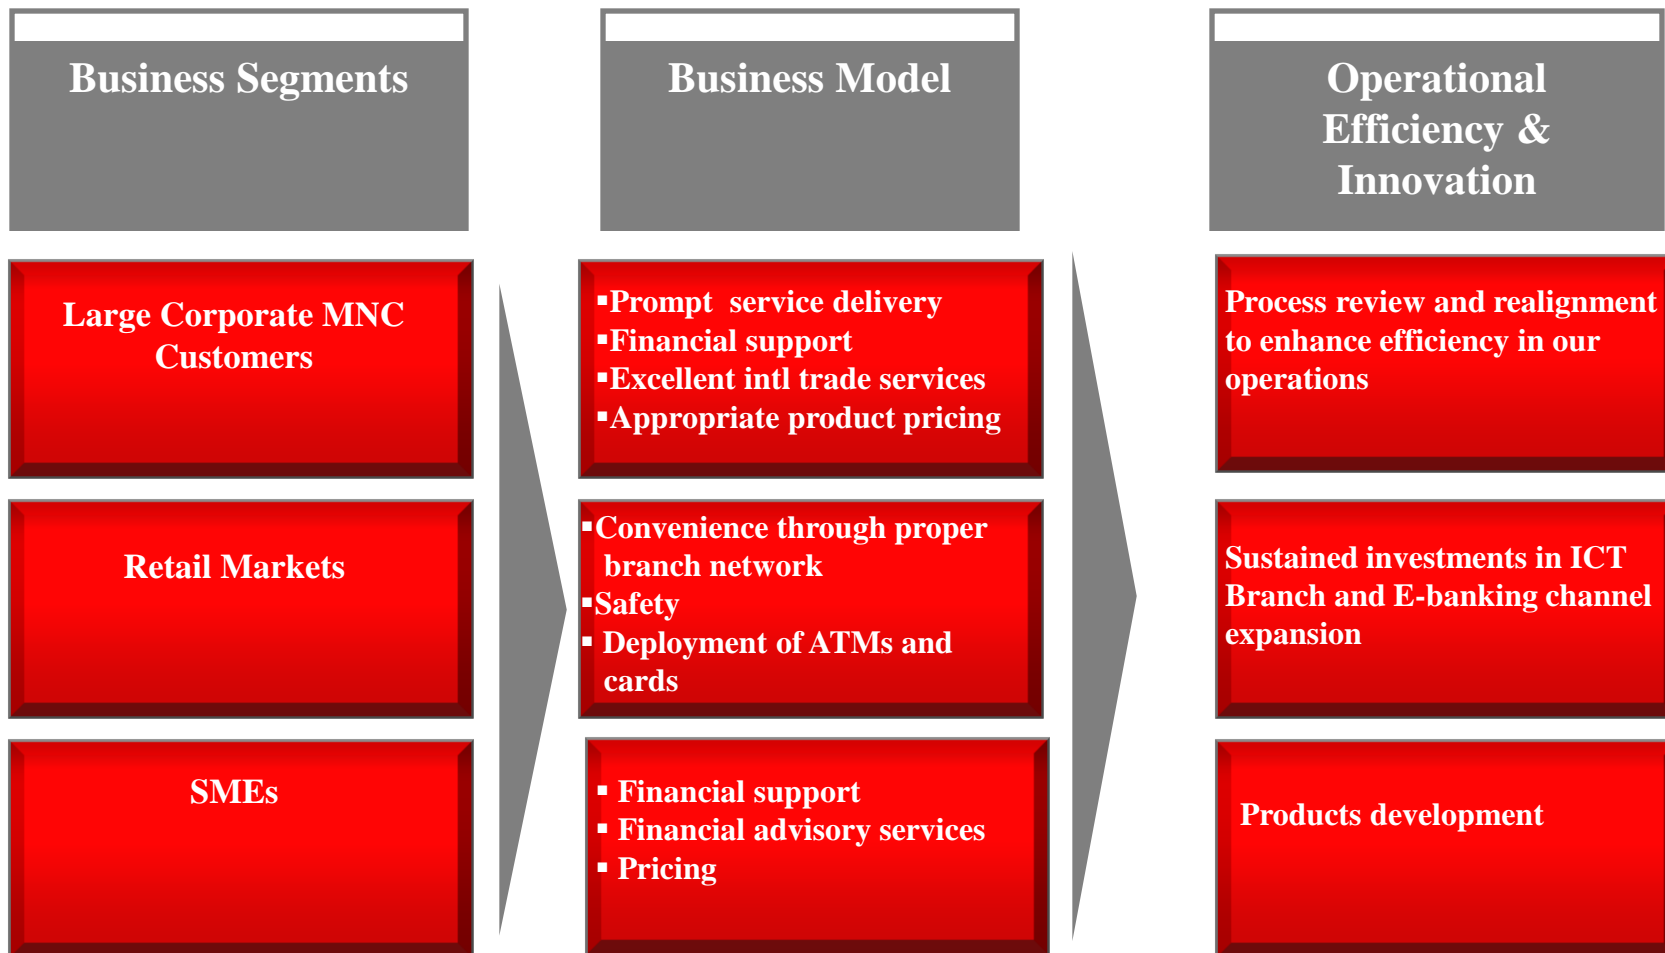 Business Segments
Business Model
Operational
Efficiency &
Innovation
Large Corporate MNC
Customers
▪Prompt  service delivery
▪Financial support
▪Excellent intl trade services
▪Appropriate product pricing
Process review and realignment
to enhance efficiency in our
operations
Retail Markets
▪Convenience through proper
branch network
▪Safety
▪ Deployment of ATMs and
cards
Sustained investments in ICT
Branch and E-banking channel
expansion
SMEs
▪ Financial support
▪ Financial advisory services
▪ Pricing
Products development